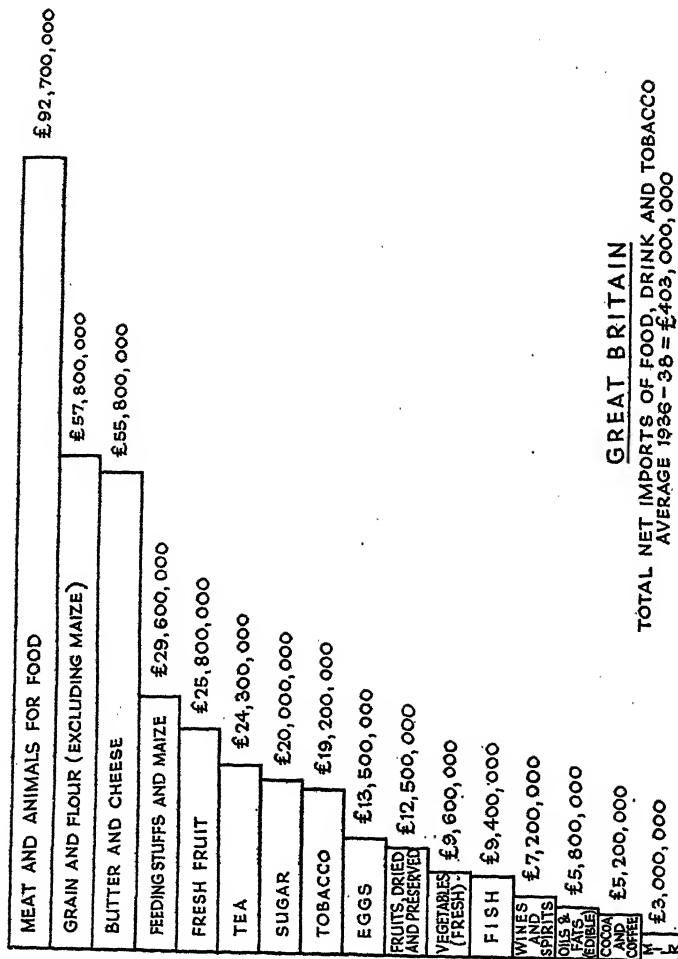 MEAT AND ANIMALS FOR FOOD
£92,700,000
GRAIN AND FLOUR (EXCLUDING MAIZE)
£57,800,000
BUTTER AND CHEESE
£55,800,000
FEEDING STUFFS AND MAIZE
£29,600,000
FRESH FRUIT
£25,800,000
TEA
£24,300,000
SUGAR
£20,000,000
TOBACCO
£19,200,000
EGGS
£13,500,000
FRUITS, DRIED
AND PRESERVED
£12,500,000
VEGETABLES
(FRESH)
£9,600,000
FISH
£9,400,000
WINES
AND
SPIRITS
£7,200,000
OILS &
FATS
(EDIBLE)
£5,800,000
COCOA
AND
COFFEE
£5,200,000
£3,000,000
GREAT BRITAIN
TOTAL NET IMPORTS OF FOOD, DRINK AND TOBACCO
AVERAGE 1936-38 = £403,000,000